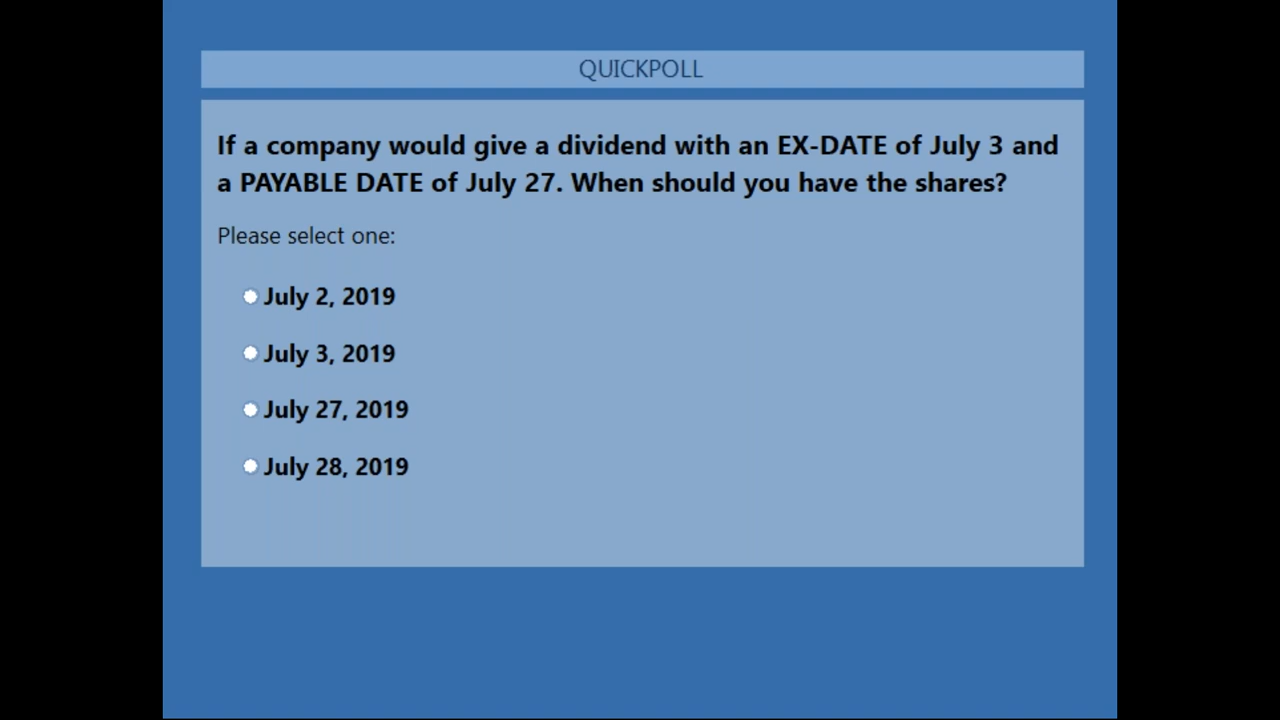 QUICKPOLL
If a company would give a dividend with an EX-DATE of July 3 and
a PAYABLE DATE of July 27. When should you have the shares?
Please select one:
July 2, 2019
July 3, 2019
July 27, 2019
July 28, 2019